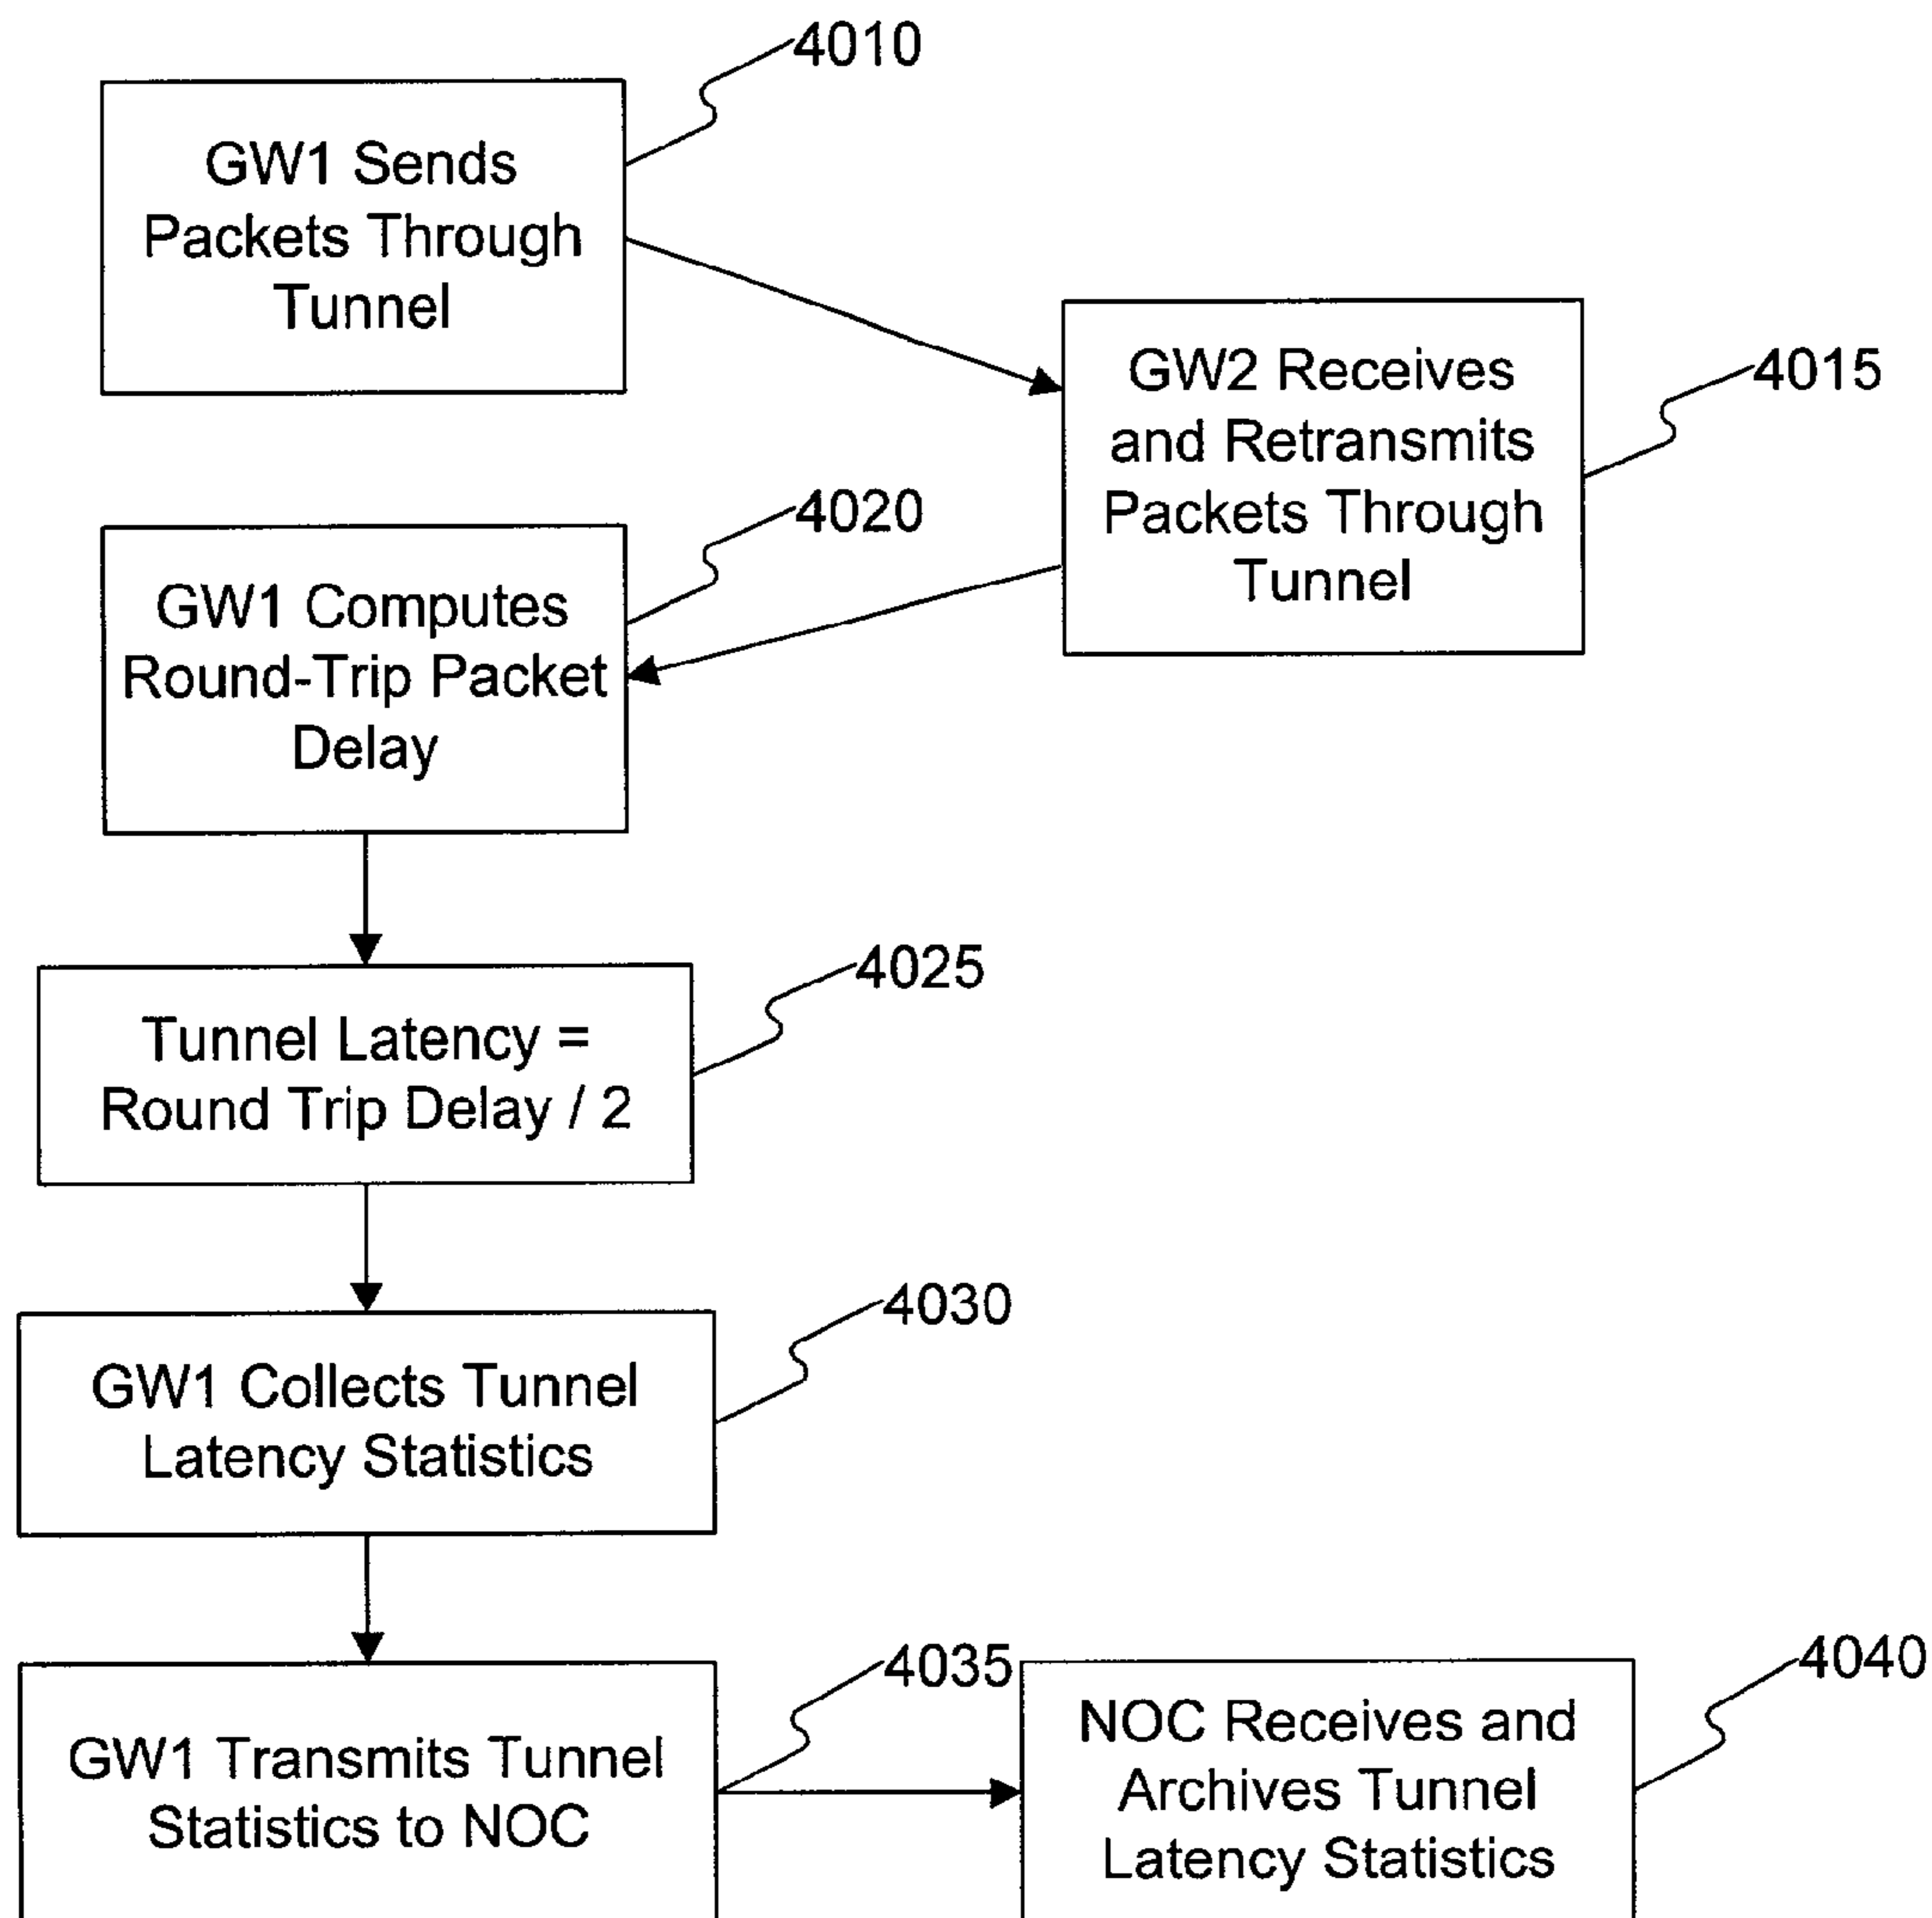 4010
GW1 Sends
Packets Through
Tunnel
GW2 Receives
and Retransmits
Packets Through
Tunnel
4015
4020
GW1 Computes
Round-Trip Packet
Delay
4025
Tunnel Latency =
Round Trip Delay / 2
4030
GW1 Collects Tunnel
Latency Statistics
4035
GW1 Transmits Tunnel
Statistics to NOC
4040
NOC Receives and
Archives Tunnel
Latency Statistics